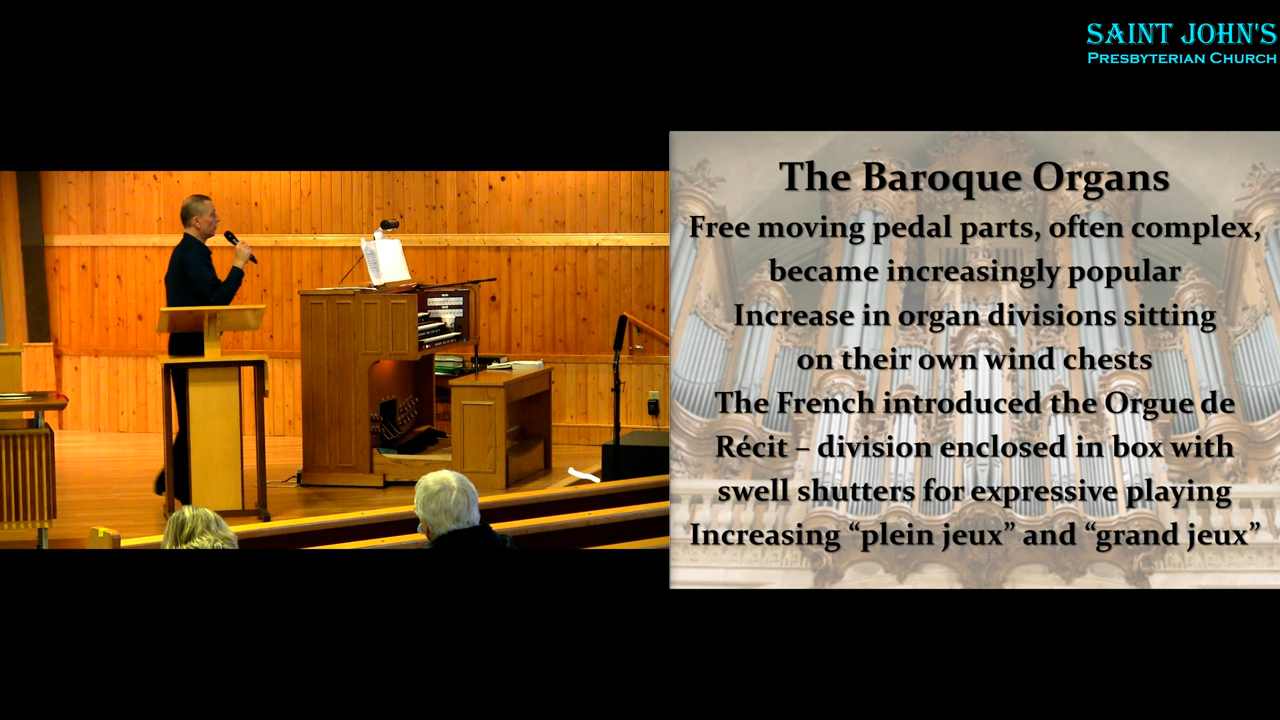 SAINT JOHN'S
PRESBYTERIAN CHURCH
The Baroque Organs
Free moving pedal parts, often complex,
became increasingly popular
Increase in organ divisions sitting
on their own wind chests
The French introduced the Orgue de
Récit – division enclosed in box with
swell shutters for expressive playing
Increasing “plein jeux” and “grand jeux”